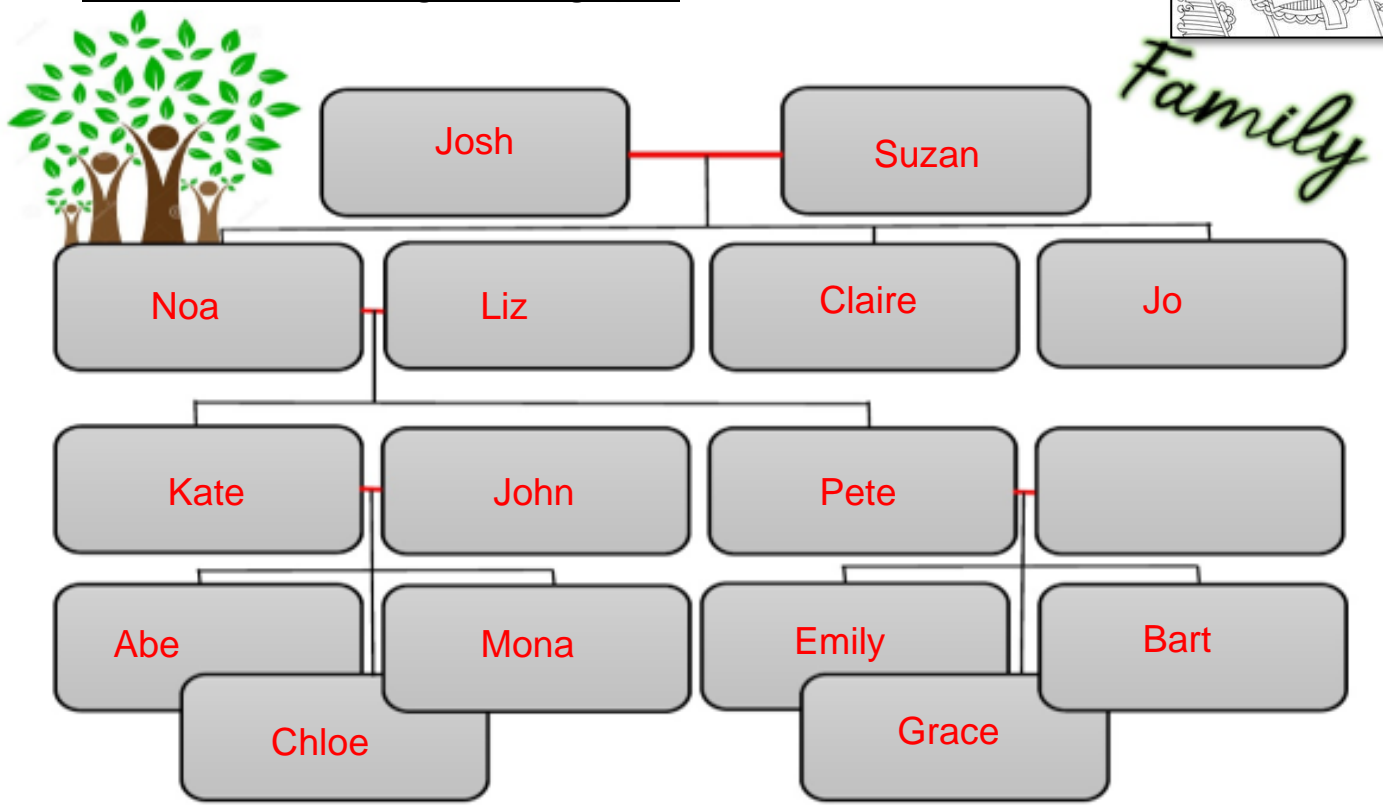 Family
Josh
Suzan
Noa
Liz
Claire
Jo
Kate
John
Pete
Abe
Mona
Emily
Bart
Chloe
Grace